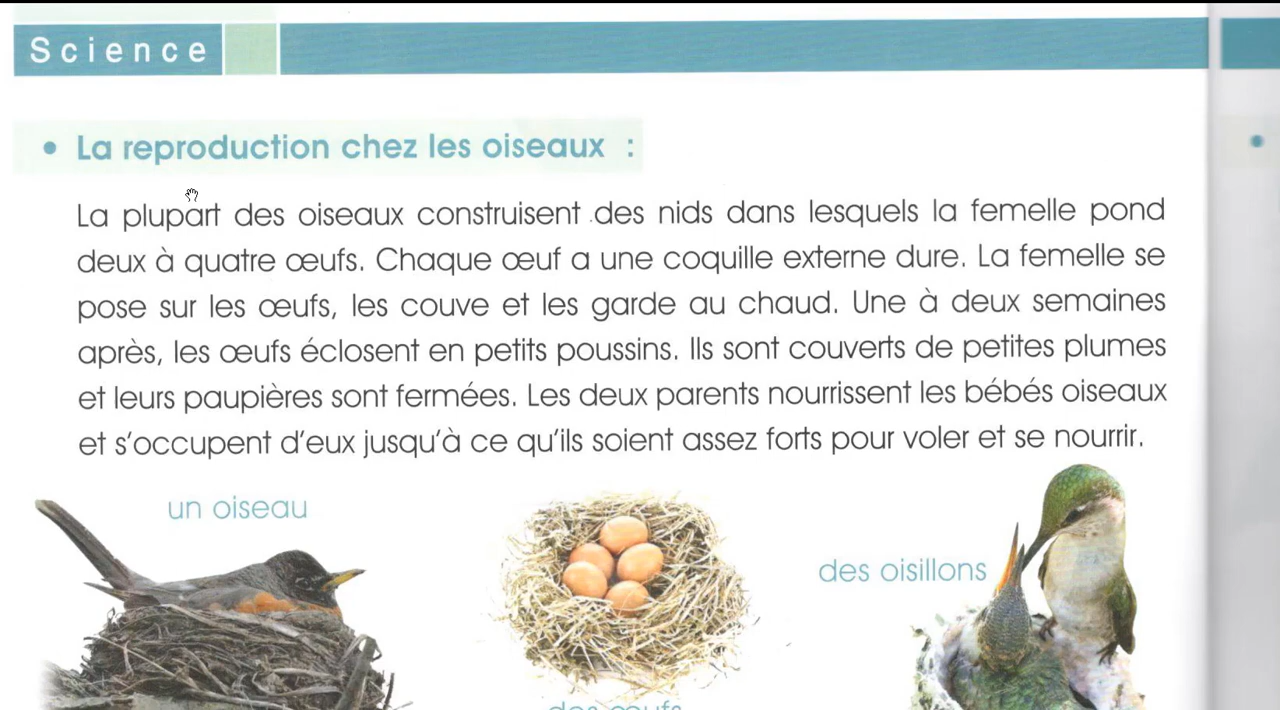 Science
• La reproduction chez les oiseaux :
La plupart des oiseaux construisent des nids dans lesquels la femelle pond
deux à quatre œufs. Chaque œuf a une coquille externe dure. La femelle se
pose sur les œufs, les couve et les garde au chaud. Une à deux semaines
après, les œufs éclosent en petits poussins. Ils sont couverts de petites plumes
et leurs paupières sont fermées. Les deux parents nourrissent les bébés oiseaux
et s'occupent d'eux jusqu'à ce qu'ils soient assez forts pour voler et se nourrir.
un oiseau
des oisillons
des œufs